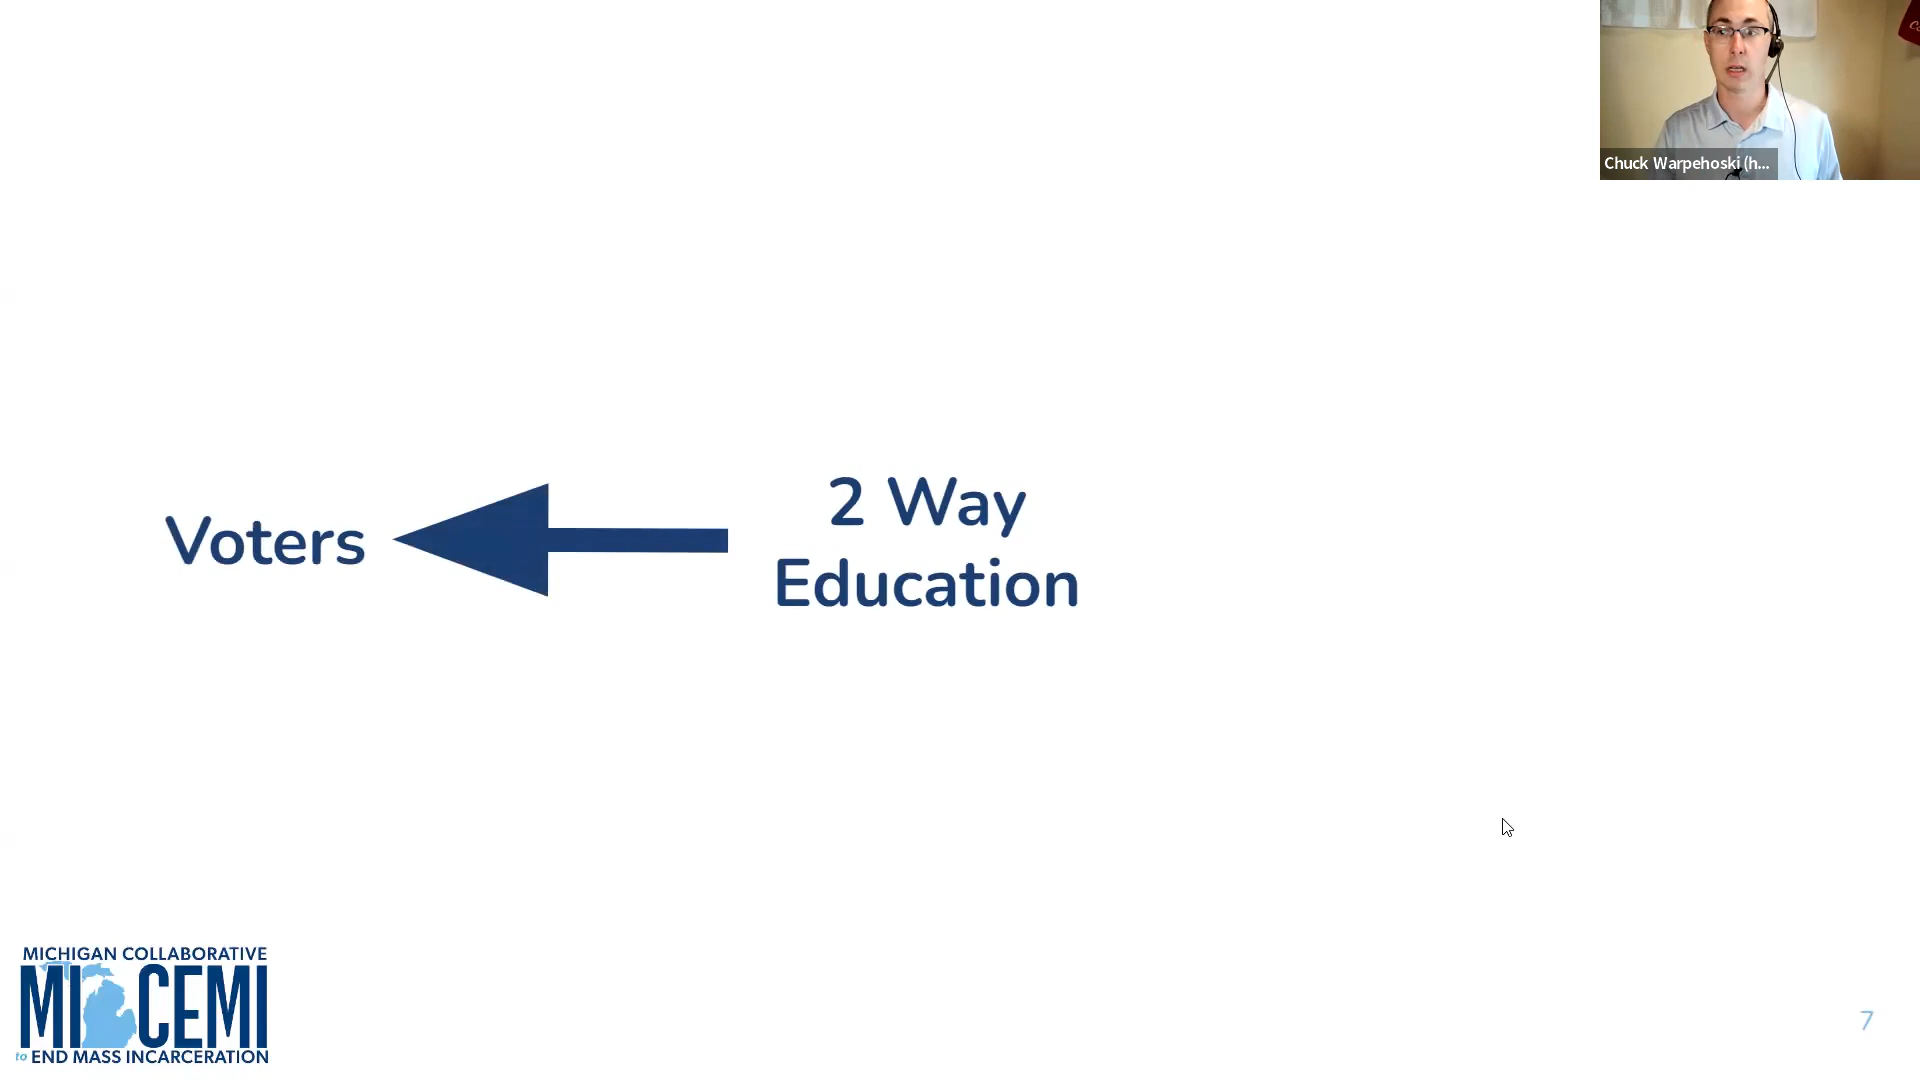 Chuck Warpehoski (h...
Voters
2 Way
Education
MICHIGAN COLLABORATIVE
MI CEMI
to END MASS INCARCERATION
7